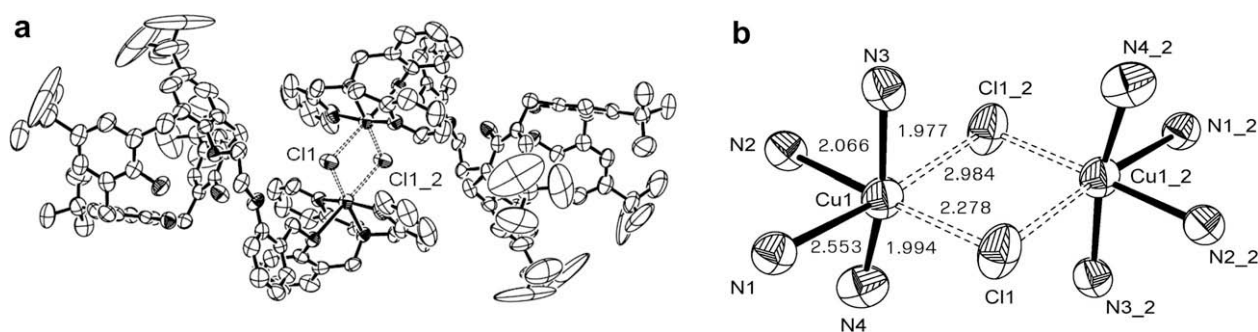 a
Cl1
Cl1_2
b
N3
N4_2
Cl1_2
N2
2.066
1.977
N1_2
2.984
Cu1
Cu1_2
2.278
2.553
1.994
N1
N2_2
Cl1
N4
N3_2